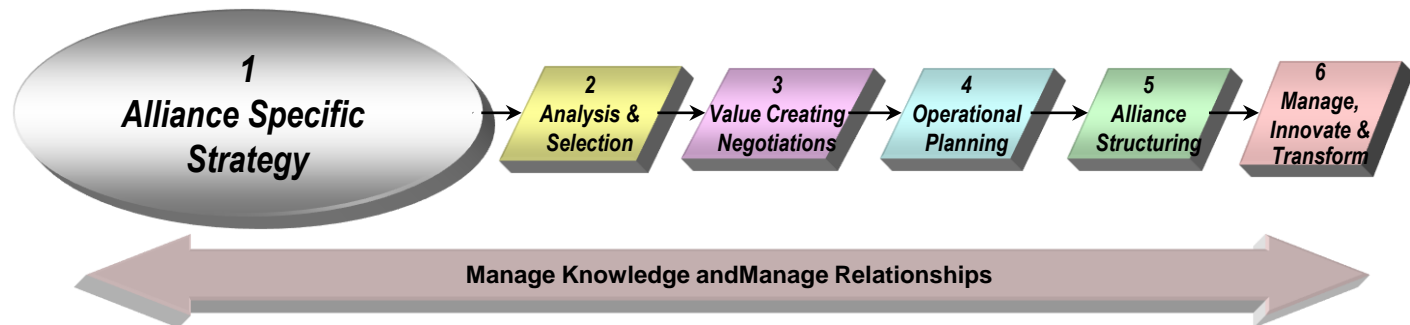 1
Alliance Specific
Strategy
2
Analysis &
Selection
3
Value Creating
Negotiations
4
Operational
Planning
5
Alliance
Structuring
6
Manage,
Innovate &
Transform
Manage Knowledge andManage Relationships